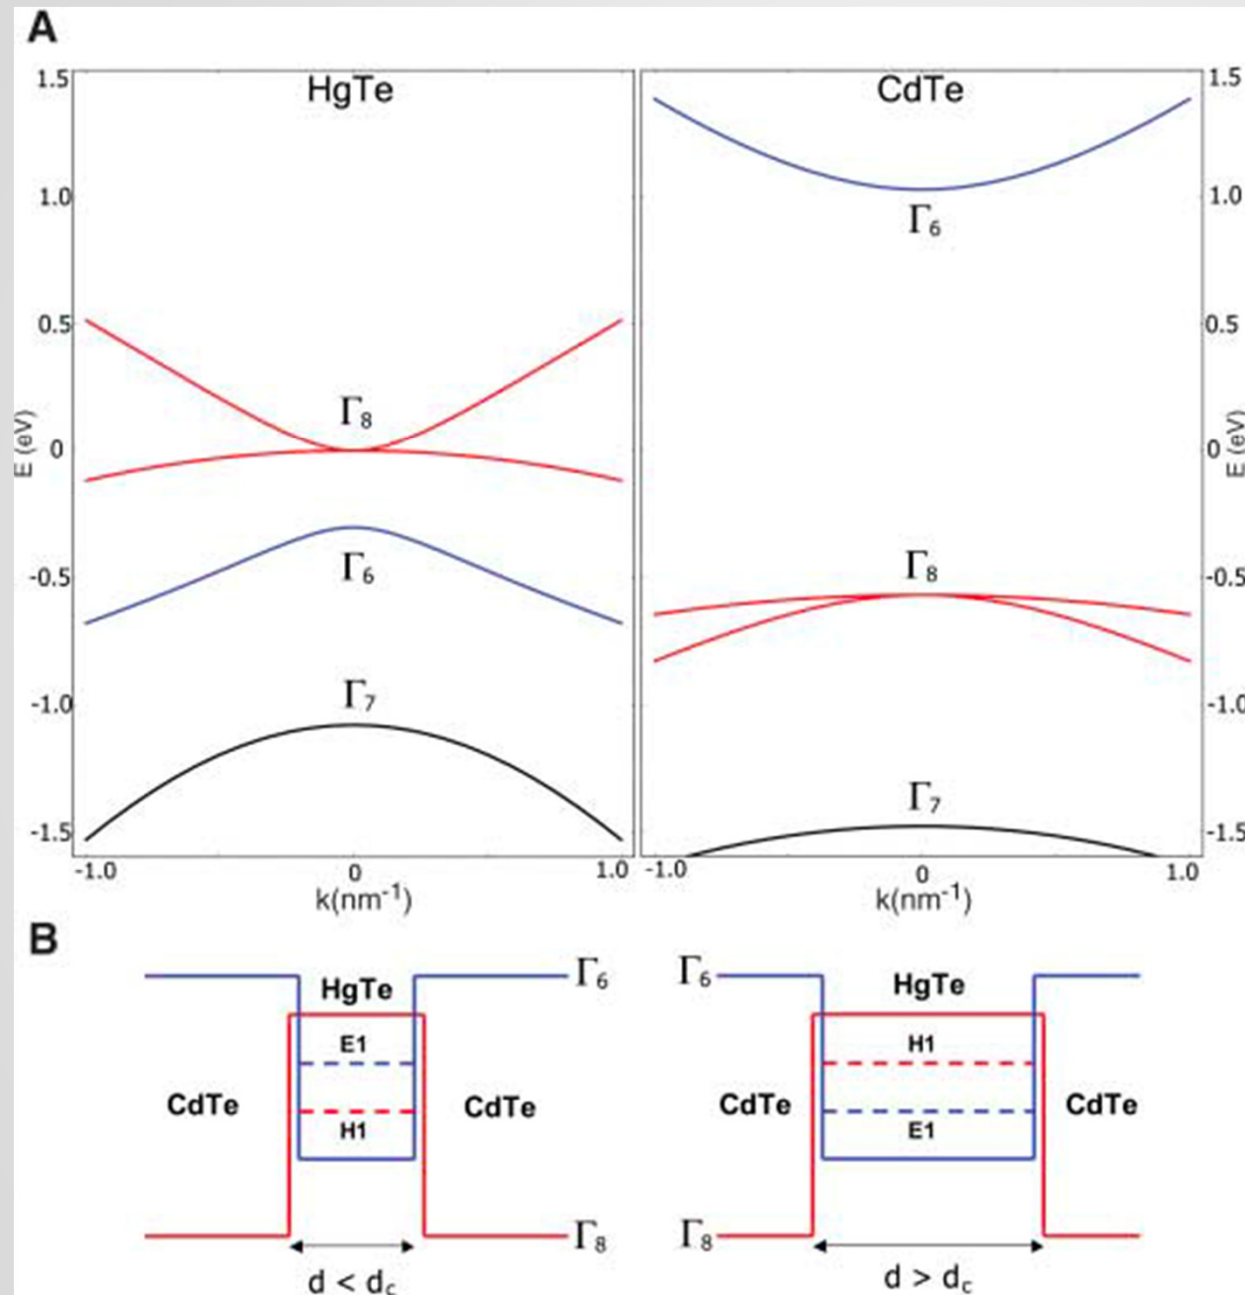 A
HgTe
CdTe
1.5
1.0
0.5
0
-0.5
-1.0
-1.5
E (eV)
Γ8
Γ6
Γ7
-1.0
0
1.0
k(nm⁻¹)
Γ6
Γ8
Γ7
-1.0
0
1.0
k(nm⁻¹)
1.5
1.0
0.5
0
-0.5
-1.0
-1.5
E (eV)
B
HgTe
E1
H1
CdTe
CdTe
Γ6
Γ8
d < dc
Γ6
HgTe
H1
E1
CdTe
CdTe
Γ8
d > dc